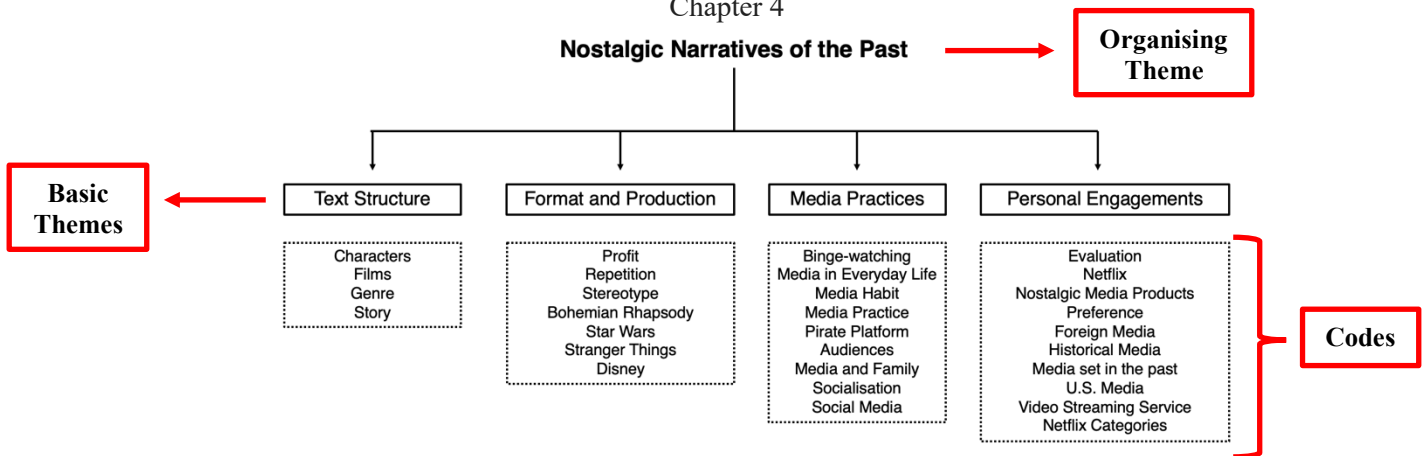 Chapter 4
Nostalgic Narratives of the Past
Organising
Theme
Basic
Themes
Text Structure
Format and Production
Media Practices
Personal Engagements
Characters
Films
Genre
Story
Profit
Repetition
Stereotype
Bohemian Rhapsody
Star Wars
Stranger Things
Disney
Binge-watching
Media in Everyday Life
Media Habit
Media Practice
Pirate Platform
Audiences
Media and Family
Socialisation
Social Media
Evaluation
Netflix
Nostalgic Media Products
Preference
Foreign Media
Historical Media
Media set in the past
U.S. Media
Video Streaming Service
Netflix Categories
Codes